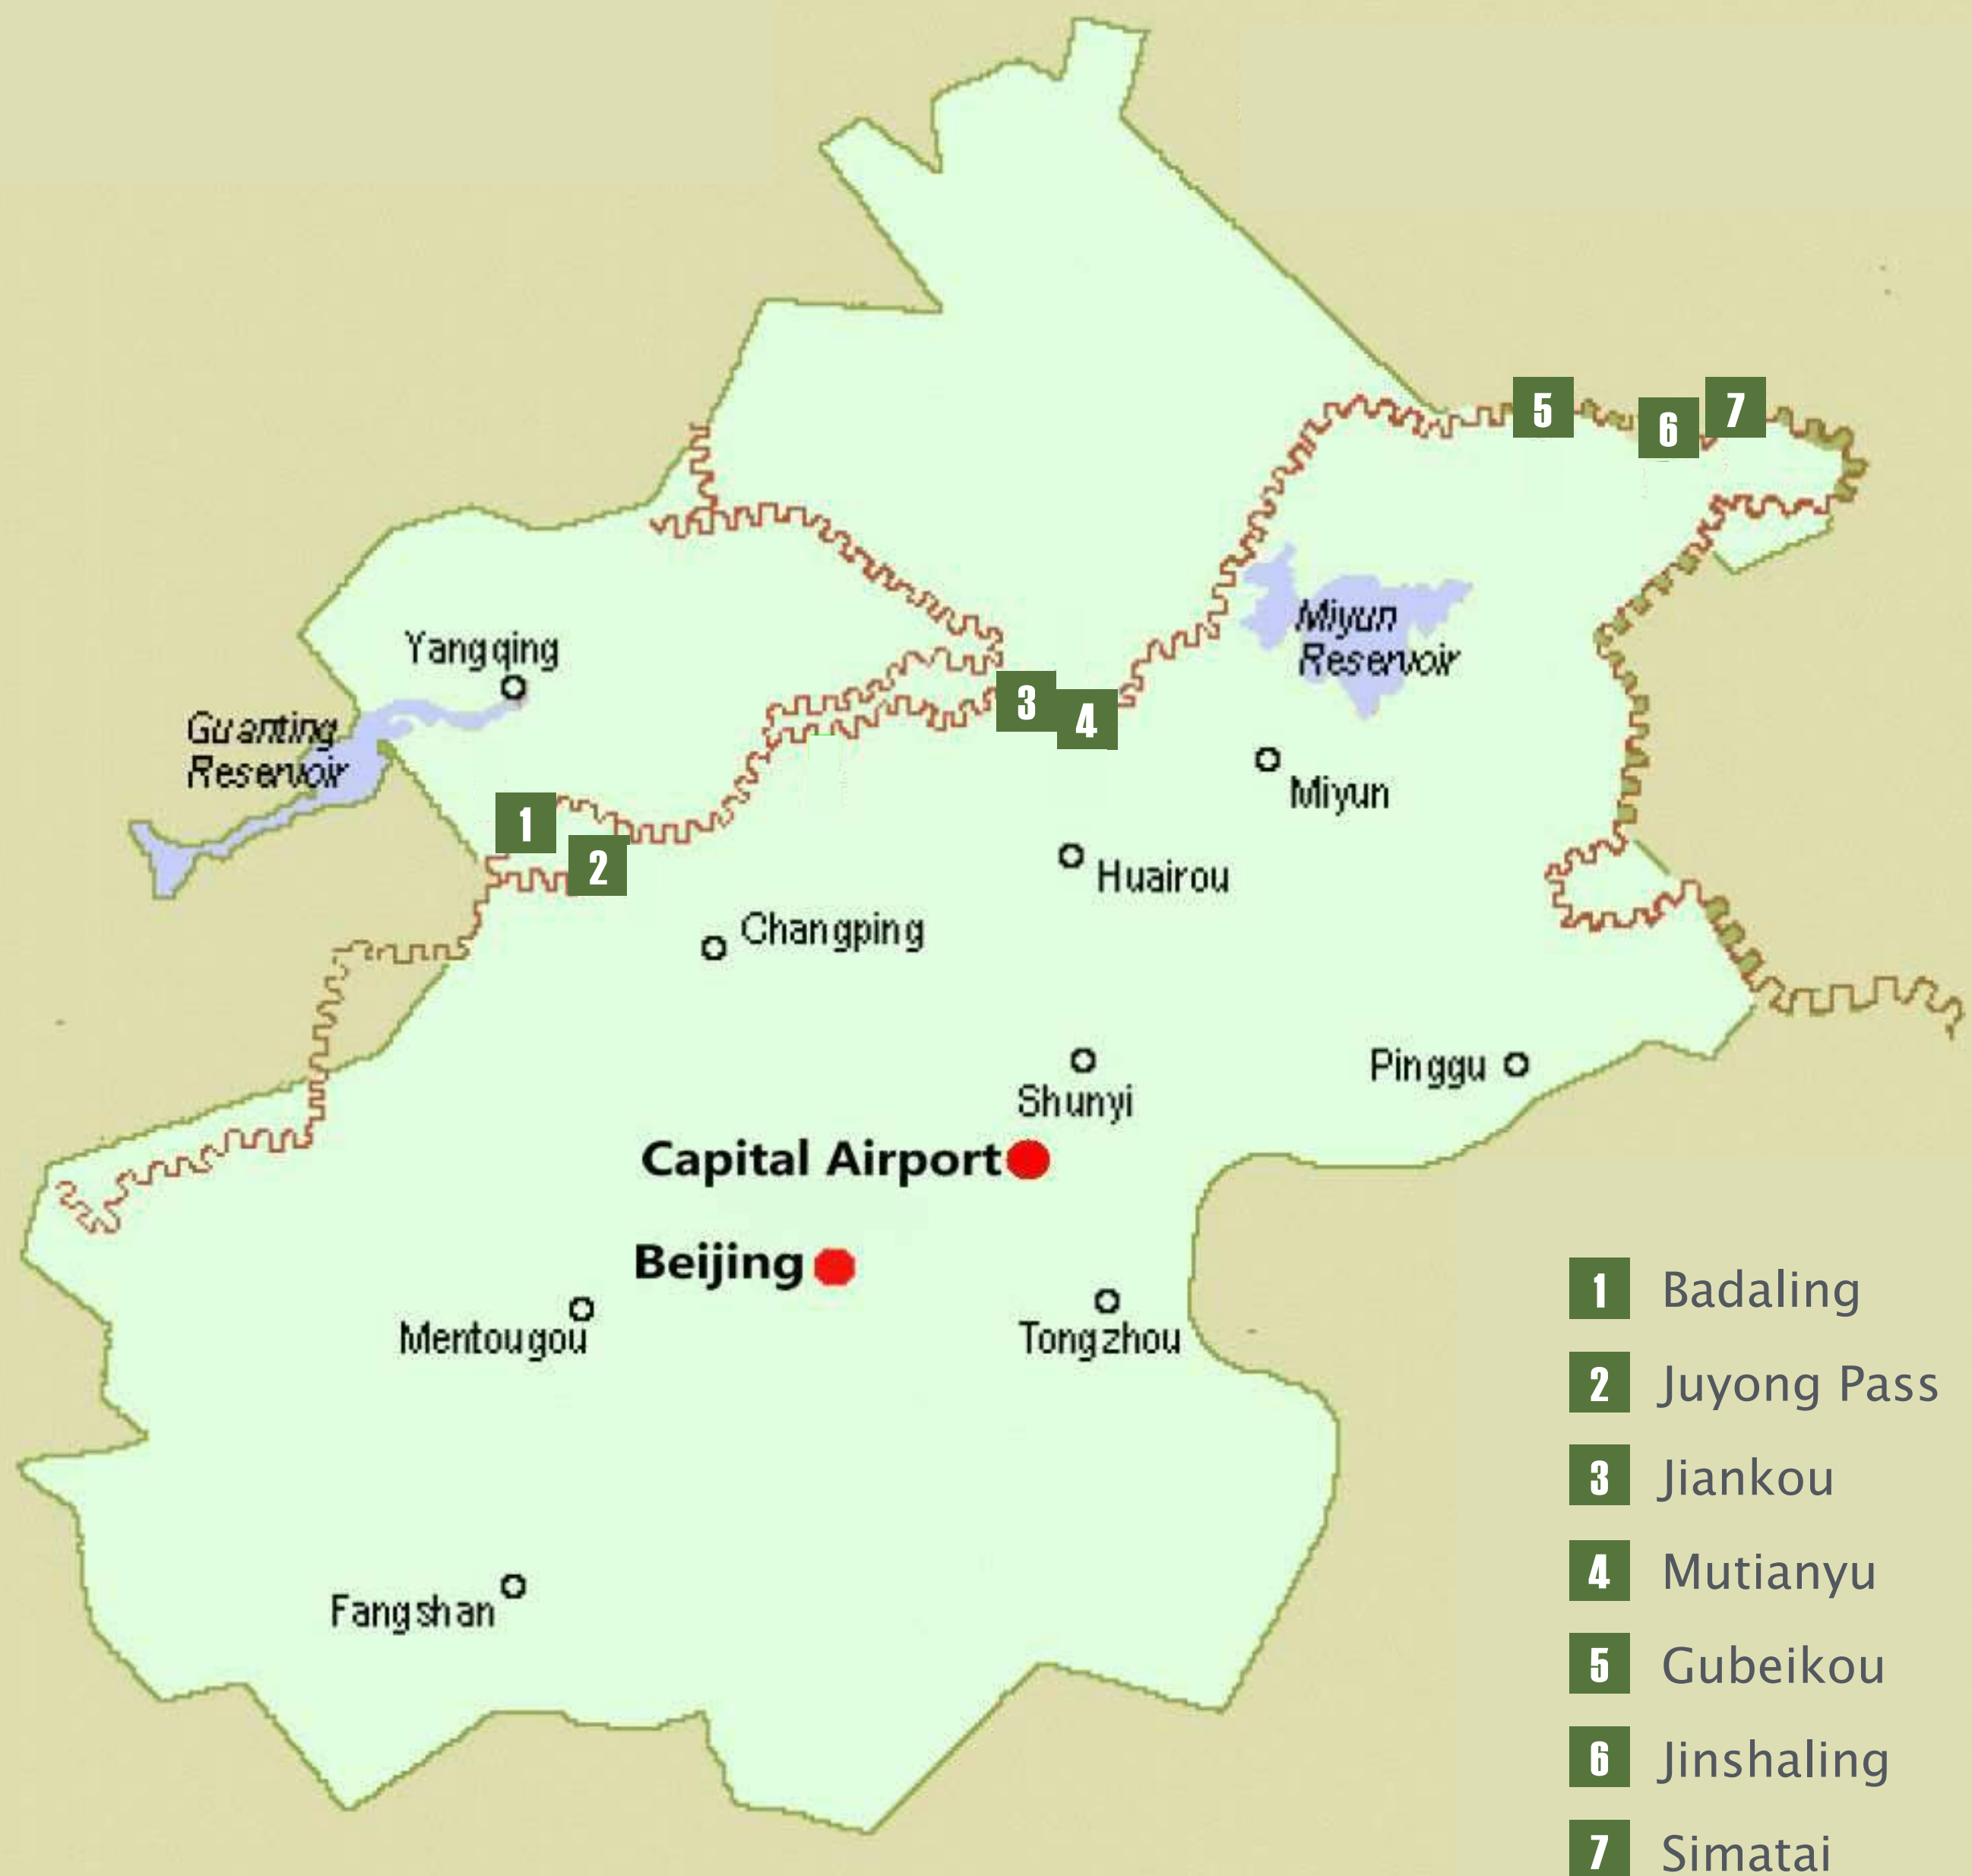 5
7
6
Miyun
Reservoir
Yangqing
3
4
Guanting
Reservoir
Miyun
1
2
Huairou
Changping
Pinggu
Shunyi
Capital Airport
Beijing
Mentougou
Tongzhou
Fangshan
1 Badaling
2 Juyong Pass
3 Jiankou
4 Mutianyu
5 Gubeikou
6 Jinshaling
7 Simatai